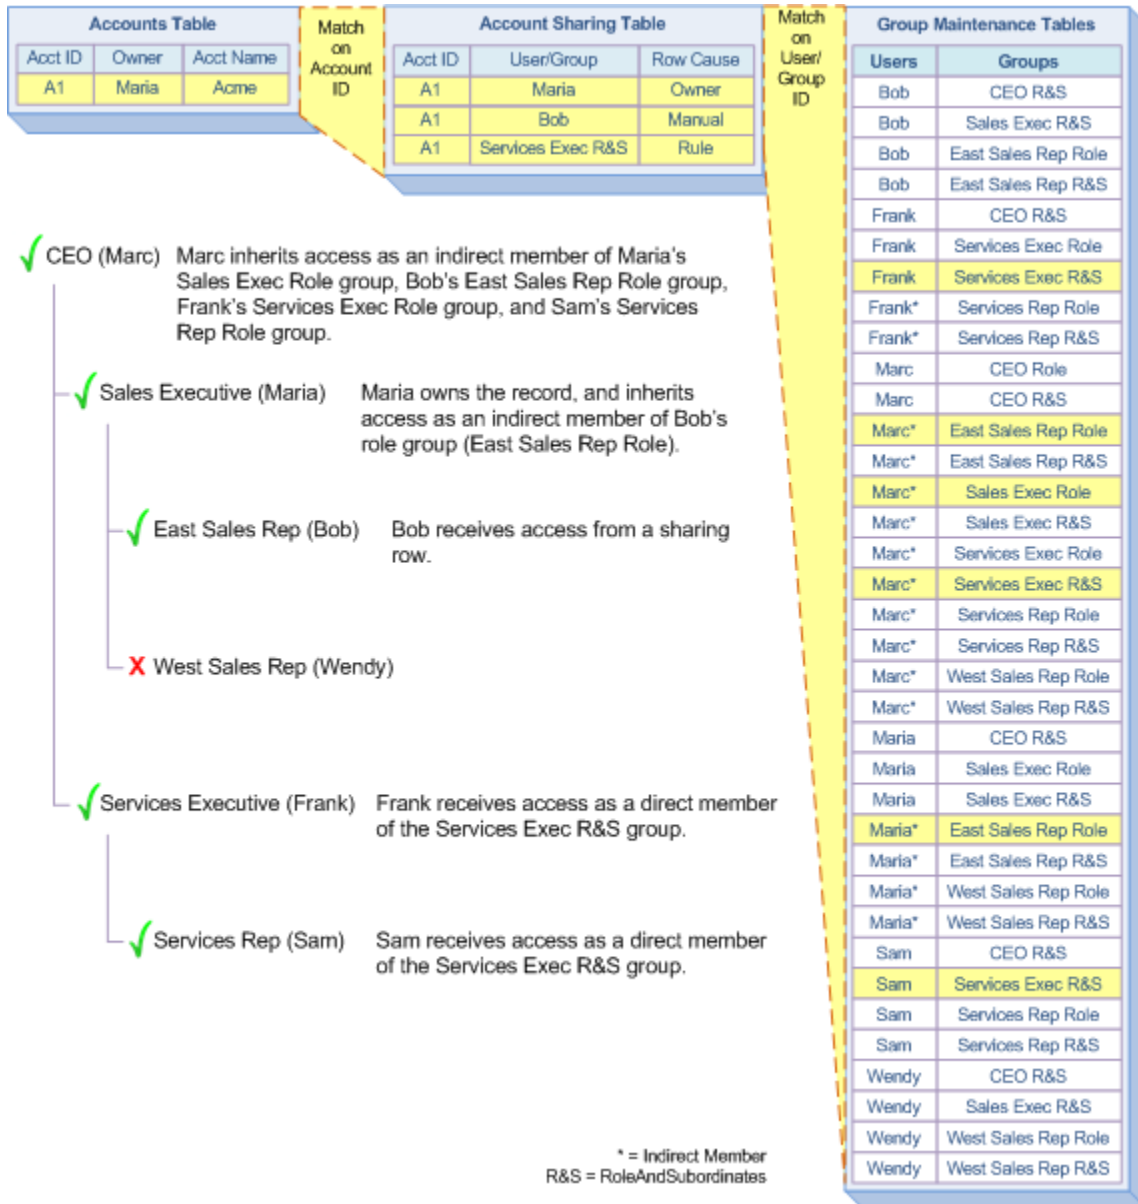 Accounts Table
Acct ID Owner Acct Name
A1 Maria Acme
Match
on
Account
ID
Account Sharing Table
Acct ID User/Group Row Cause
A1 Maria Owner
A1 Bob Manual
A1 Services Exec R&S Rule
Match
on
User/
Group
ID
Group Maintenance Tables
Users Groups
Bob CEO R&S
Bob Sales Exec R&S
Bob East Sales Rep Role
Bob East Sales Rep R&S
Frank CEO R&S
Frank Services Exec Role
Frank Services Exec R&S
Frank* Services Rep Role
Frank* Services Rep R&S
Marc CEO Role
Marc CEO R&S
Marc* East Sales Rep Role
Marc* East Sales Rep R&S
Marc* Sales Exec Role
Marc* Sales Exec R&S
Marc* Services Exec Role
Marc* Services Exec R&S
Marc* Services Rep Role
Marc* Services Rep R&S
Marc* West Sales Rep Role
Marc* West Sales Rep R&S
Maria CEO R&S
Maria Sales Exec Role
Maria Sales Exec R&S
Maria* East Sales Rep Role
Maria* East Sales Rep R&S
Maria* West Sales Rep Role
Maria* West Sales Rep R&S
Sam CEO R&S
Sam Services Exec R&S
Sam Services Rep Role
Sam Services Rep R&S
Wendy CEO R&S
Wendy Sales Exec R&S
Wendy West Sales Rep Role
Wendy West Sales Rep R&S
CEO (Marc) Marc inherits access as an indirect member of Maria's
Sales Exec Role group, Bob's East Sales Rep Role group,
Frank's Services Exec Role group, and Sam's Services
Rep Role group.
Sales Executive (Maria) Maria owns the record, and inherits
access as an indirect member of Bob's
role group (East Sales Rep Role).
East Sales Rep (Bob) Bob receives access from a sharing
row.
X West Sales Rep (Wendy)
Services Executive (Frank) Frank receives access as a direct member
of the Services Exec R&S group.
Services Rep (Sam) Sam receives access as a direct member
of the Services Exec R&S group.
* = Indirect Member
R&S = RoleAndSubordinates